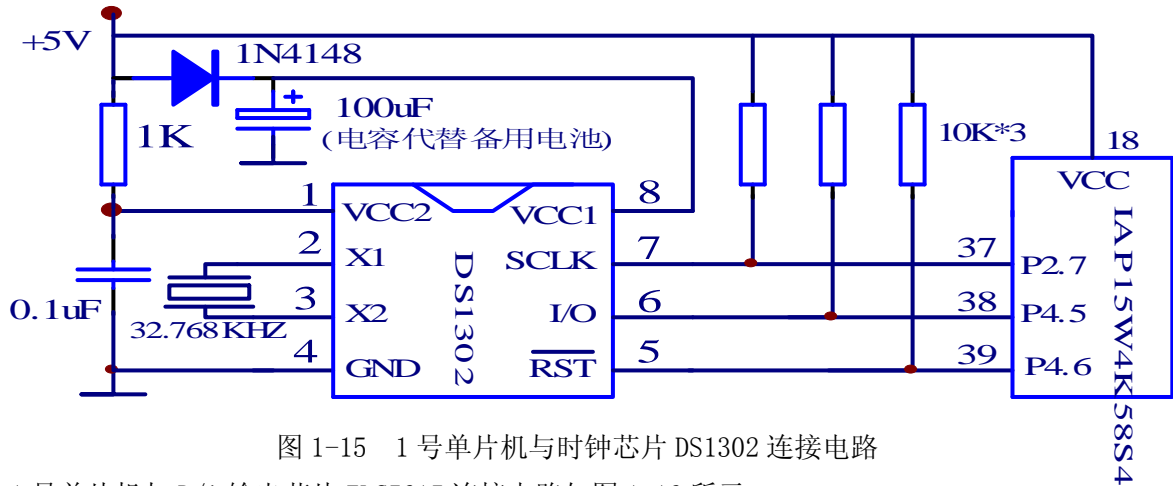 +5V
1N4148
100uF
(电容代替备用电池)
1K
10K*3
18
VCC
1
VCC2
VCC1
8
2
X1
SCLK
7
37
P2.7
0.1uF
32.768KHZ
3
X2
I/O
6
38
P4.5
4
GND
RST
5
39
P4.6
DS1302
IAP15W4K58S4
图 1-15 1 号单片机与时钟芯片 DS1302 连接电路